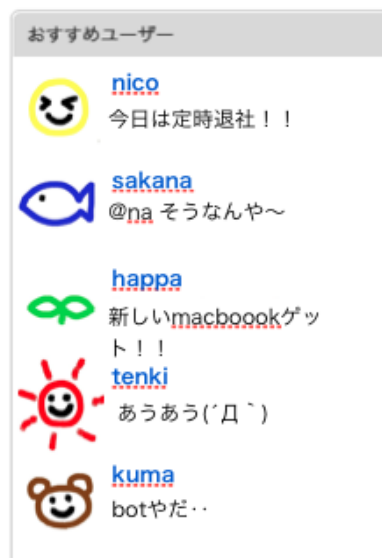 おすすめユーザー
nico
今日は定時退社！！
sakana
@na そうなんや〜
happa
新しいmacboookゲッ
ト！！
tenki
あうあう(´Д｀)
kuma
botやだ‥